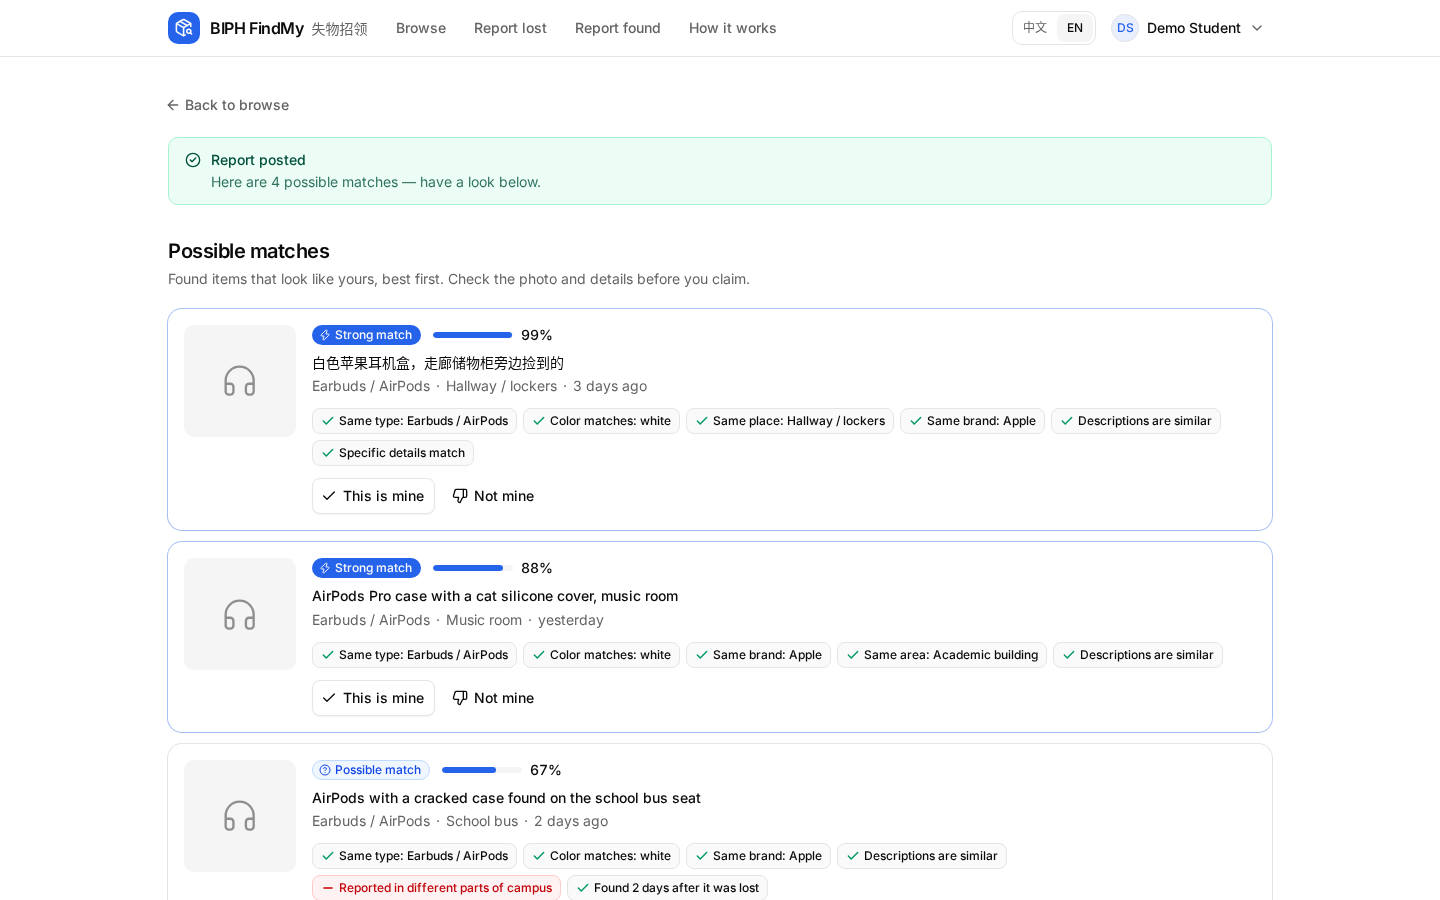 BIPH FindMy 失物招领 Browse Report lost Report found How it works 中文 EN DS Demo Student
Back to browse
Report posted
Here are 4 possible matches — have a look below.
Possible matches
Found items that look like yours, best first. Check the photo and details before you claim.
Strong match 99%
白色苹果耳机盒，走廊储物柜旁边捡到的
Earbuds / AirPods · Hallway / lockers · 3 days ago
Same type: Earbuds / AirPods Color matches: white Same place: Hallway / lockers Same brand: Apple Descriptions are similar
Specific details match
This is mine Not mine
Strong match 88%
AirPods Pro case with a cat silicone cover, music room
Earbuds / AirPods · Music room · yesterday
Same type: Earbuds / AirPods Color matches: white Same brand: Apple Same area: Academic building Descriptions are similar
This is mine Not mine
Possible match 67%
AirPods with a cracked case found on the school bus seat
Earbuds / AirPods · School bus · 2 days ago
Same type: Earbuds / AirPods Color matches: white Same brand: Apple Descriptions are similar
Reported in different parts of campus Found 2 days after it was lost